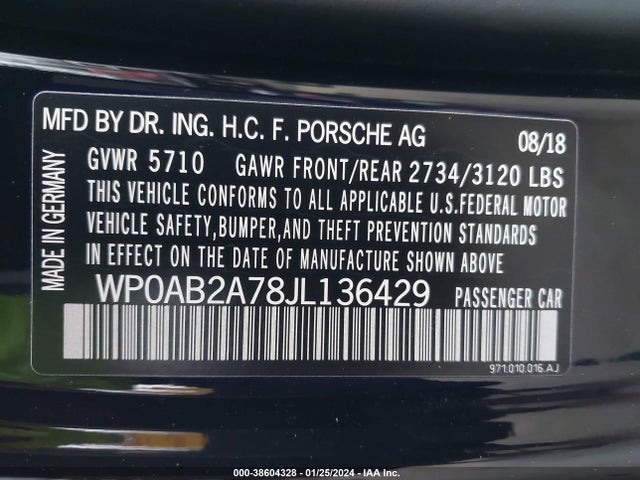 MFD BY DR. ING. H.C. F. PORSCHE AG 08/18
GVWR 5710 GAWR FRONT/REAR 2734/3120 LBS
THIS VEHICLE CONFORMS TO ALL APPLICABLE U.S.FEDERAL MOTOR
VEHICLE SAFETY,BUMPER,AND THEFT PREVENTION STANDARDS
IN EFFECT ON THE DATE OF MANUFACTURE SHOWN ABOVE
MADE IN GERMANY
WP0AB2A78JL136429 PASSENGER CAR
971.010.016.AJ
000-38604328 - 01/25/2024 - IAA Inc.